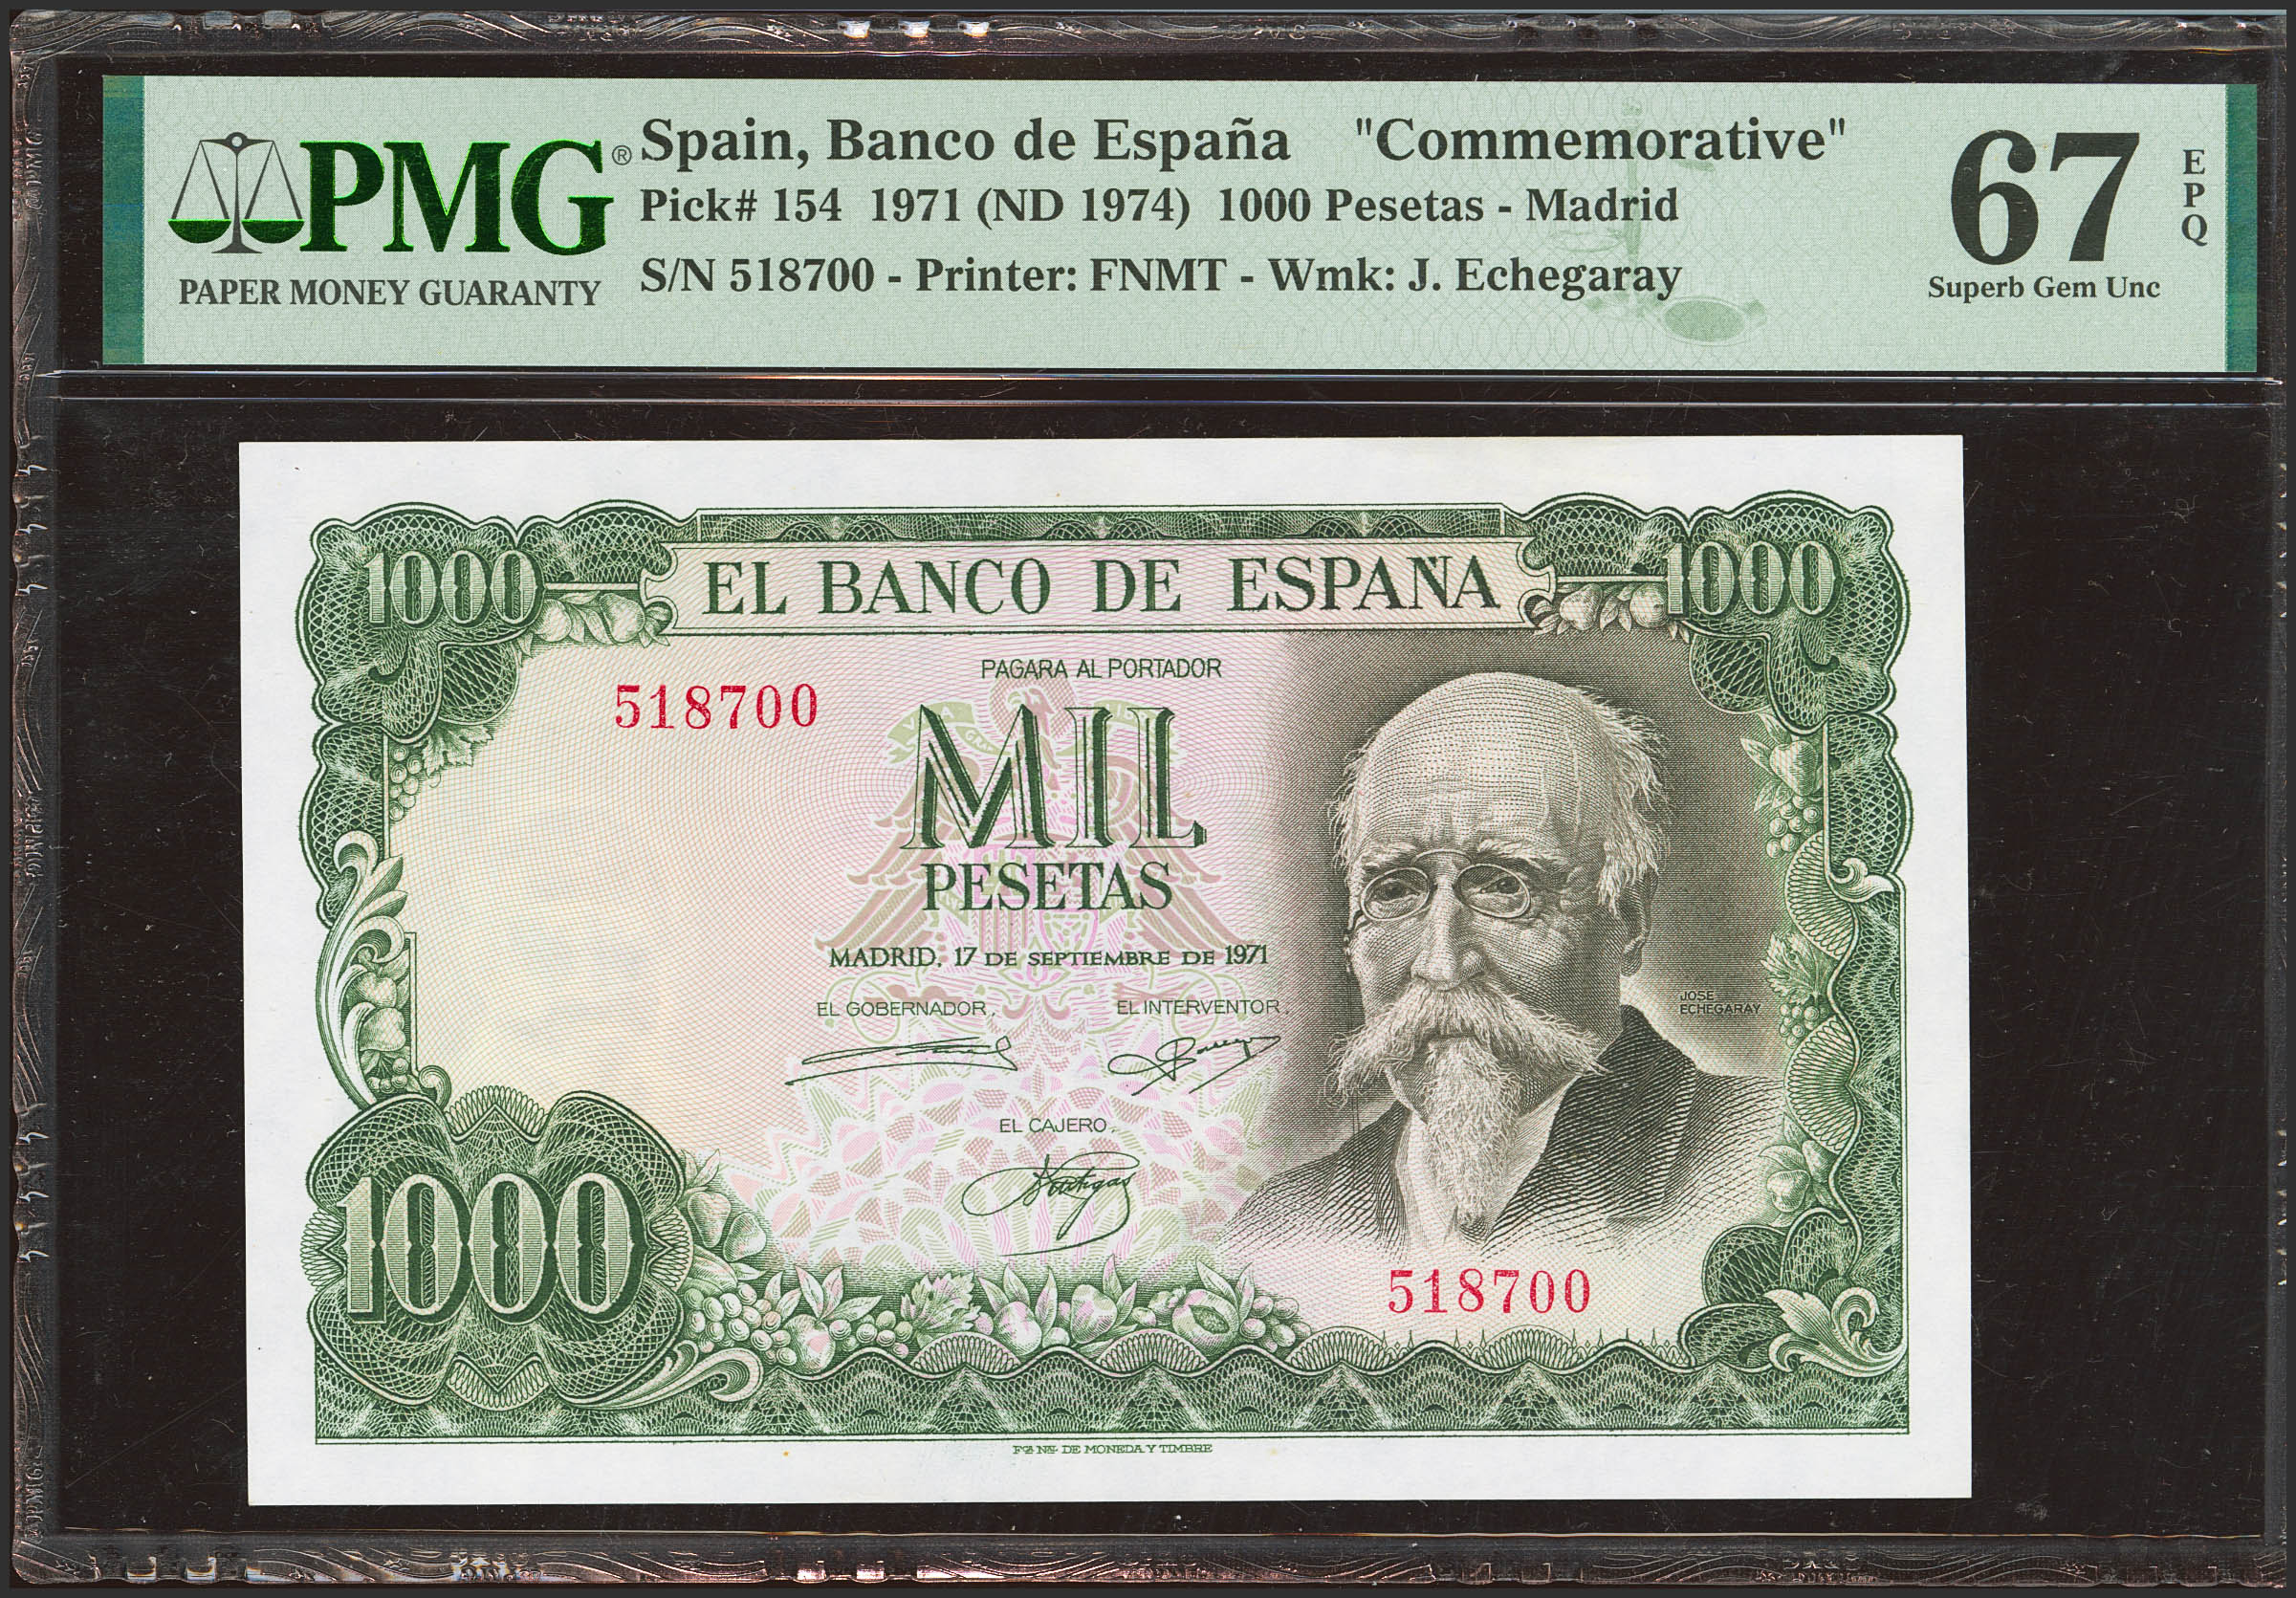 PMG®
PAPER MONEY GUARANTY
Spain, Banco de España "Commemorative"
Pick# 154 1971 (ND 1974) 1000 Pesetas - Madrid
S/N 518700 - Printer: FNMT - Wmk: J. Echegaray
67
EPQ
Superb Gem Unc
1000 1000
EL BANCO DE ESPAÑA
PAGARA AL PORTADOR
518700
MIL
PESETAS
MADRID, 17 DE SEPTIEMBRE DE 1971
EL GOBERNADOR, EL INTERVENTOR,
JOSE
ECHEGARAY
EL CAJERO,
1000
518700
Fca Nal DE MONEDA Y TIMBRE